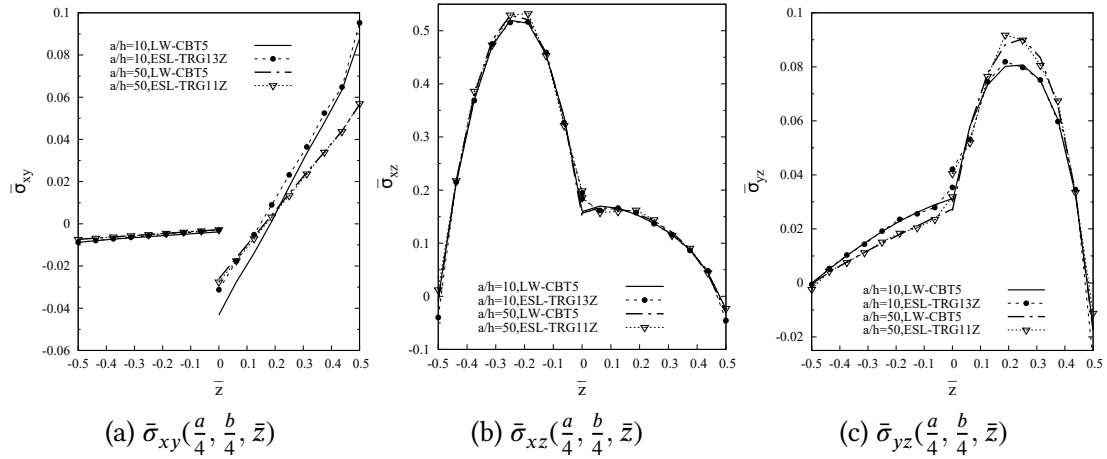 0.1
0.08
0.06
0.04
0.02
0
-0.02
-0.04
-0.06
-0.5 -0.4 -0.3 -0.2 -0.1 0 0.1 0.2 0.3 0.4 0.5
σ̄xy
z̄
a/h=10,LW-CBT5
a/h=10,ESL-TRG13Z
a/h=50,LW-CBT5
a/h=50,ESL-TRG11Z
(a) σ̄xy(a/4, b/4, z̄)
0.5
0.4
0.3
0.2
0.1
0
-0.1
-0.5 -0.4 -0.3 -0.2 -0.1 0 0.1 0.2 0.3 0.4 0.5
σ̄xz
z̄
a/h=10,LW-CBT5
a/h=10,ESL-TRG13Z
a/h=50,LW-CBT5
a/h=50,ESL-TRG11Z
(b) σ̄xz(a/4, b/4, z̄)
0.1
0.08
0.06
0.04
0.02
0
-0.02
-0.5 -0.4 -0.3 -0.2 -0.1 0 0.1 0.2 0.3 0.4 0.5
σ̄yz
z̄
a/h=10,LW-CBT5
a/h=10,ESL-TRG13Z
a/h=50,LW-CBT5
a/h=50,ESL-TRG11Z
(c) σ̄yz(a/4, b/4, z̄)